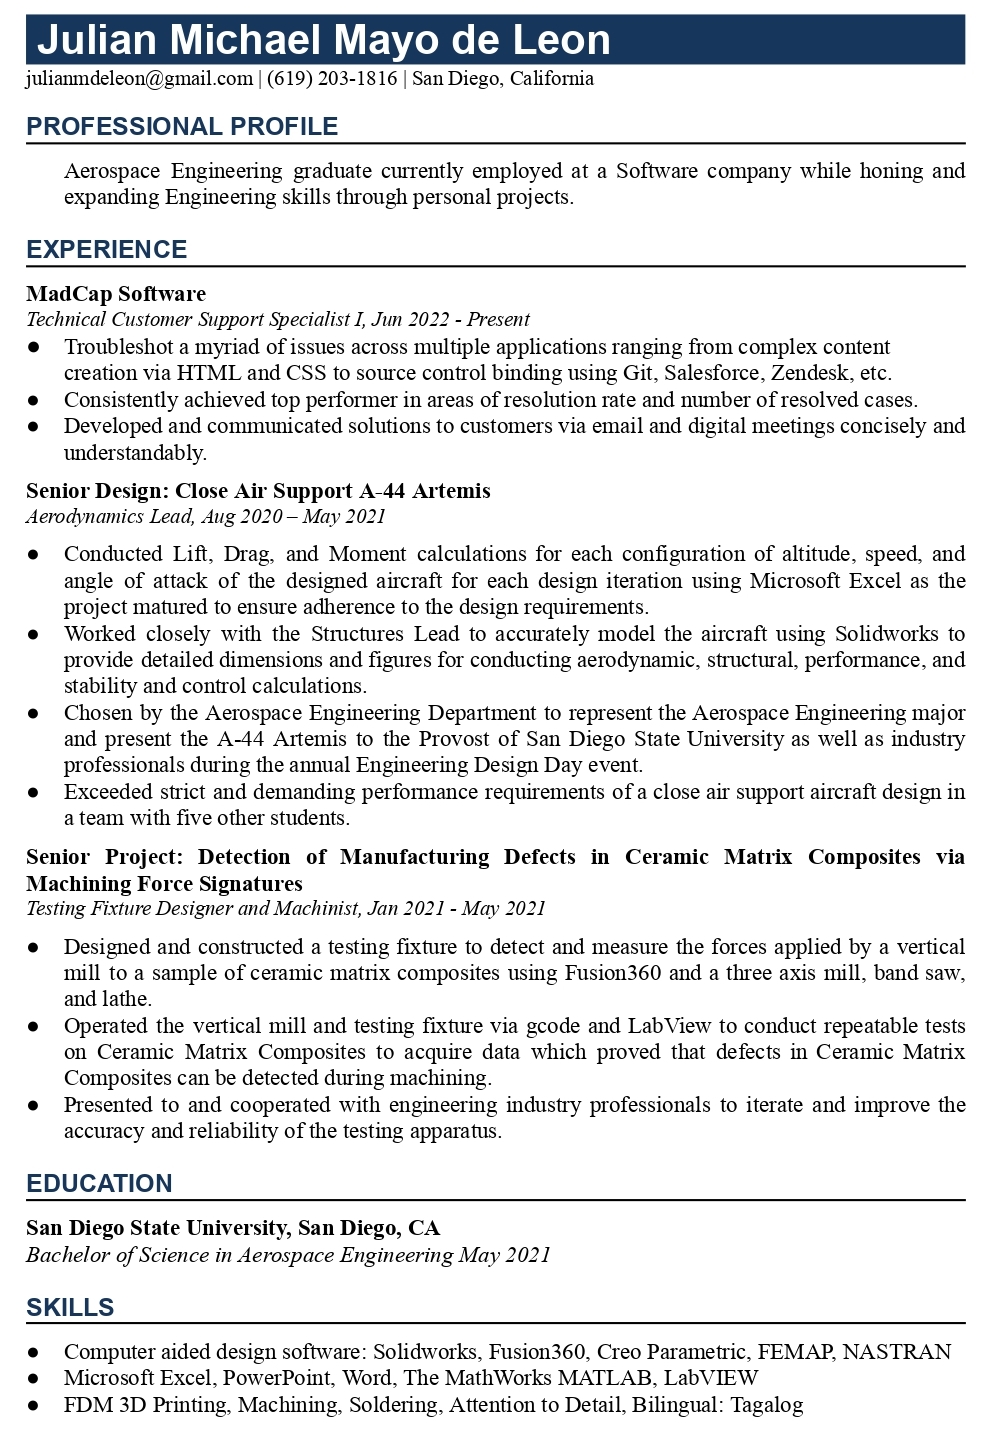 Julian Michael Mayo de Leon
julianmdeleon@gmail.com | (619) 203-1816 | San Diego, California
PROFESSIONAL PROFILE
Aerospace Engineering graduate currently employed at a Software company while honing and
expanding Engineering skills through personal projects.
EXPERIENCE
MadCap Software
Technical Customer Support Specialist I, Jun 2022 - Present
● Troubleshot a myriad of issues across multiple applications ranging from complex content
creation via HTML and CSS to source control binding using Git, Salesforce, Zendesk, etc.
● Consistently achieved top performer in areas of resolution rate and number of resolved cases.
● Developed and communicated solutions to customers via email and digital meetings concisely and
understandably.
Senior Design: Close Air Support A-44 Artemis
Aerodynamics Lead, Aug 2020 – May 2021
● Conducted Lift, Drag, and Moment calculations for each configuration of altitude, speed, and
angle of attack of the designed aircraft for each design iteration using Microsoft Excel as the
project matured to ensure adherence to the design requirements.
● Worked closely with the Structures Lead to accurately model the aircraft using Solidworks to
provide detailed dimensions and figures for conducting aerodynamic, structural, performance, and
stability and control calculations.
● Chosen by the Aerospace Engineering Department to represent the Aerospace Engineering major
and present the A-44 Artemis to the Provost of San Diego State University as well as industry
professionals during the annual Engineering Design Day event.
● Exceeded strict and demanding performance requirements of a close air support aircraft design in
a team with five other students.
Senior Project: Detection of Manufacturing Defects in Ceramic Matrix Composites via
Machining Force Signatures
Testing Fixture Designer and Machinist, Jan 2021 - May 2021
● Designed and constructed a testing fixture to detect and measure the forces applied by a vertical
mill to a sample of ceramic matrix composites using Fusion360 and a three axis mill, band saw,
and lathe.
● Operated the vertical mill and testing fixture via gcode and LabView to conduct repeatable tests
on Ceramic Matrix Composites to acquire data which proved that defects in Ceramic Matrix
Composites can be detected during machining.
● Presented to and cooperated with engineering industry professionals to iterate and improve the
accuracy and reliability of the testing apparatus.
EDUCATION
San Diego State University, San Diego, CA
Bachelor of Science in Aerospace Engineering May 2021
SKILLS
● Computer aided design software: Solidworks, Fusion360, Creo Parametric, FEMAP, NASTRAN
● Microsoft Excel, PowerPoint, Word, The MathWorks MATLAB, LabVIEW
● FDM 3D Printing, Machining, Soldering, Attention to Detail, Bilingual: Tagalog